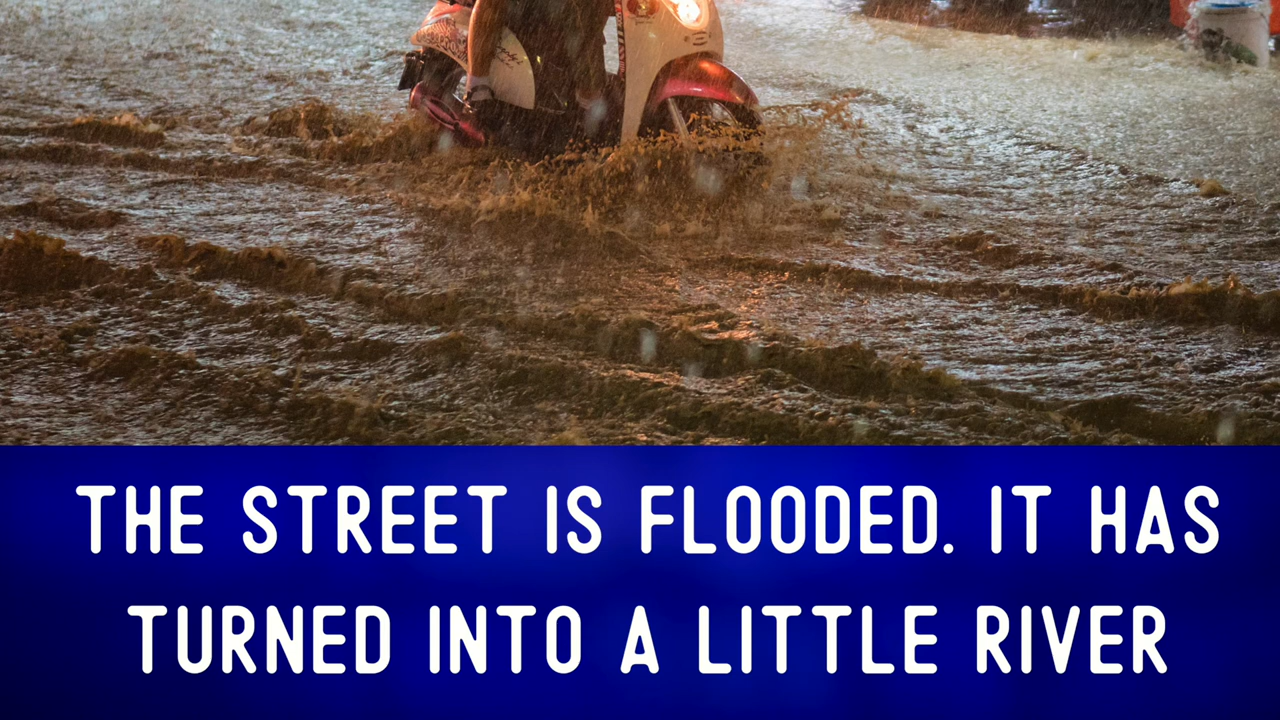 THE STREET IS FLOODED. IT HAS
TURNED INTO A LITTLE RIVER